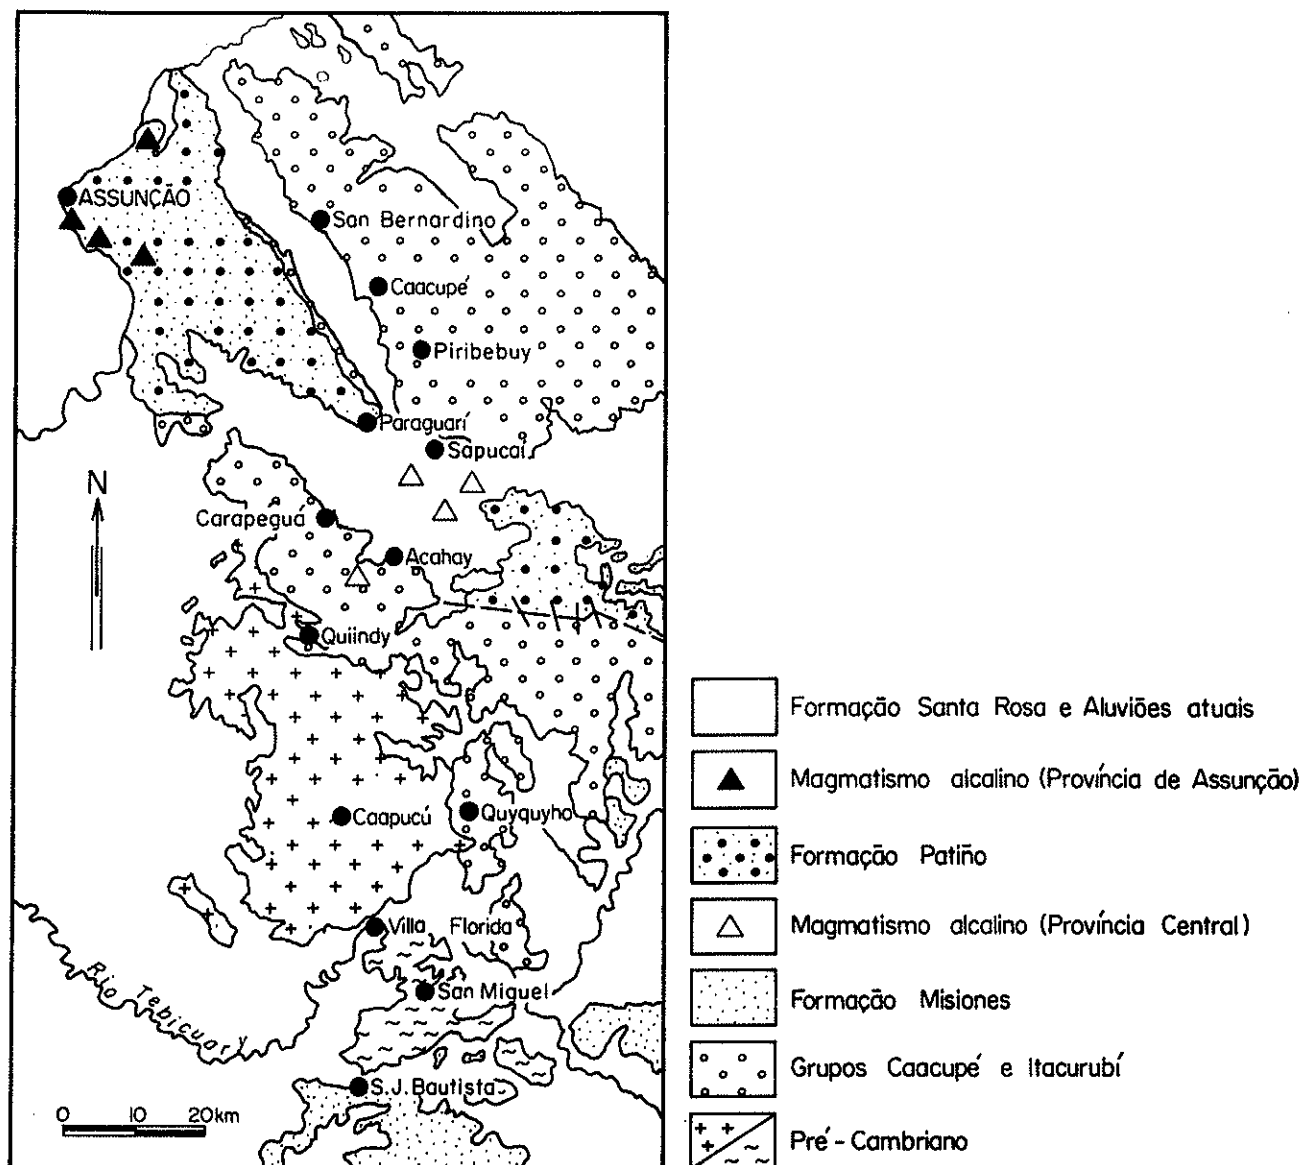 ASSUNÇÃO
San Bernardino
Caacupé
Piribebuy
Paraguarí
Sapucaí
N
Carapeguá
Acahay
Quiindy
Caapucú
Quyquyho
Villa Florida
San Miguel
Rio Tebicuary
S.J. Bautista
0 10 20km
Formação Santa Rosa e Aluviões atuais
Magmatismo alcalino (Província de Assunção)
Formação Patiño
Magmatismo alcalino (Província Central)
Formação Misiones
Grupos Caacupé e Itacurubí
Pré-Cambriano